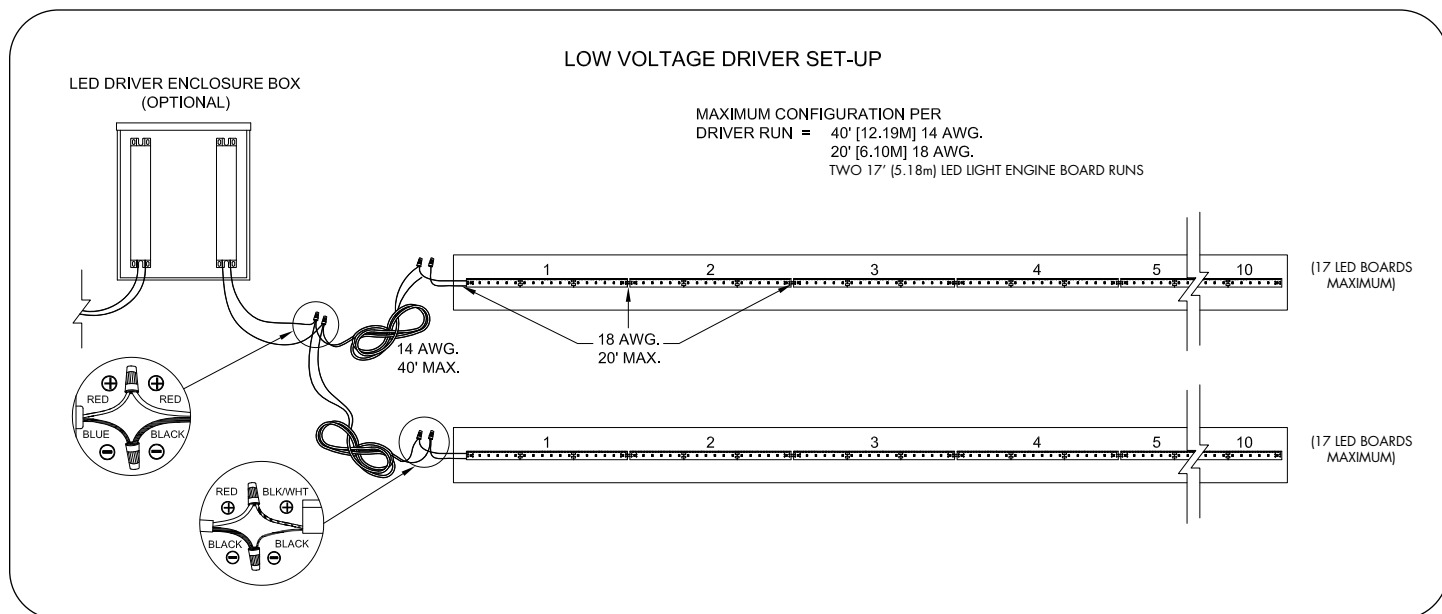 LOW VOLTAGE DRIVER SET-UP
LED DRIVER ENCLOSURE BOX
(OPTIONAL)
MAXIMUM CONFIGURATION PER
DRIVER RUN = 40' [12.19M] 14 AWG.
20' [6.10M] 18 AWG.
TWO 17' (5.18m) LED LIGHT ENGINE BOARD RUNS
1 2 3 4 5 10
(17 LED BOARDS
MAXIMUM)
14 AWG.
40' MAX.
18 AWG.
20' MAX.
+ +
RED RED
BLUE BLACK
- -
1 2 3 4 5 10
(17 LED BOARDS
MAXIMUM)
RED BLK/WHT
+ +
BLACK BLACK
- -